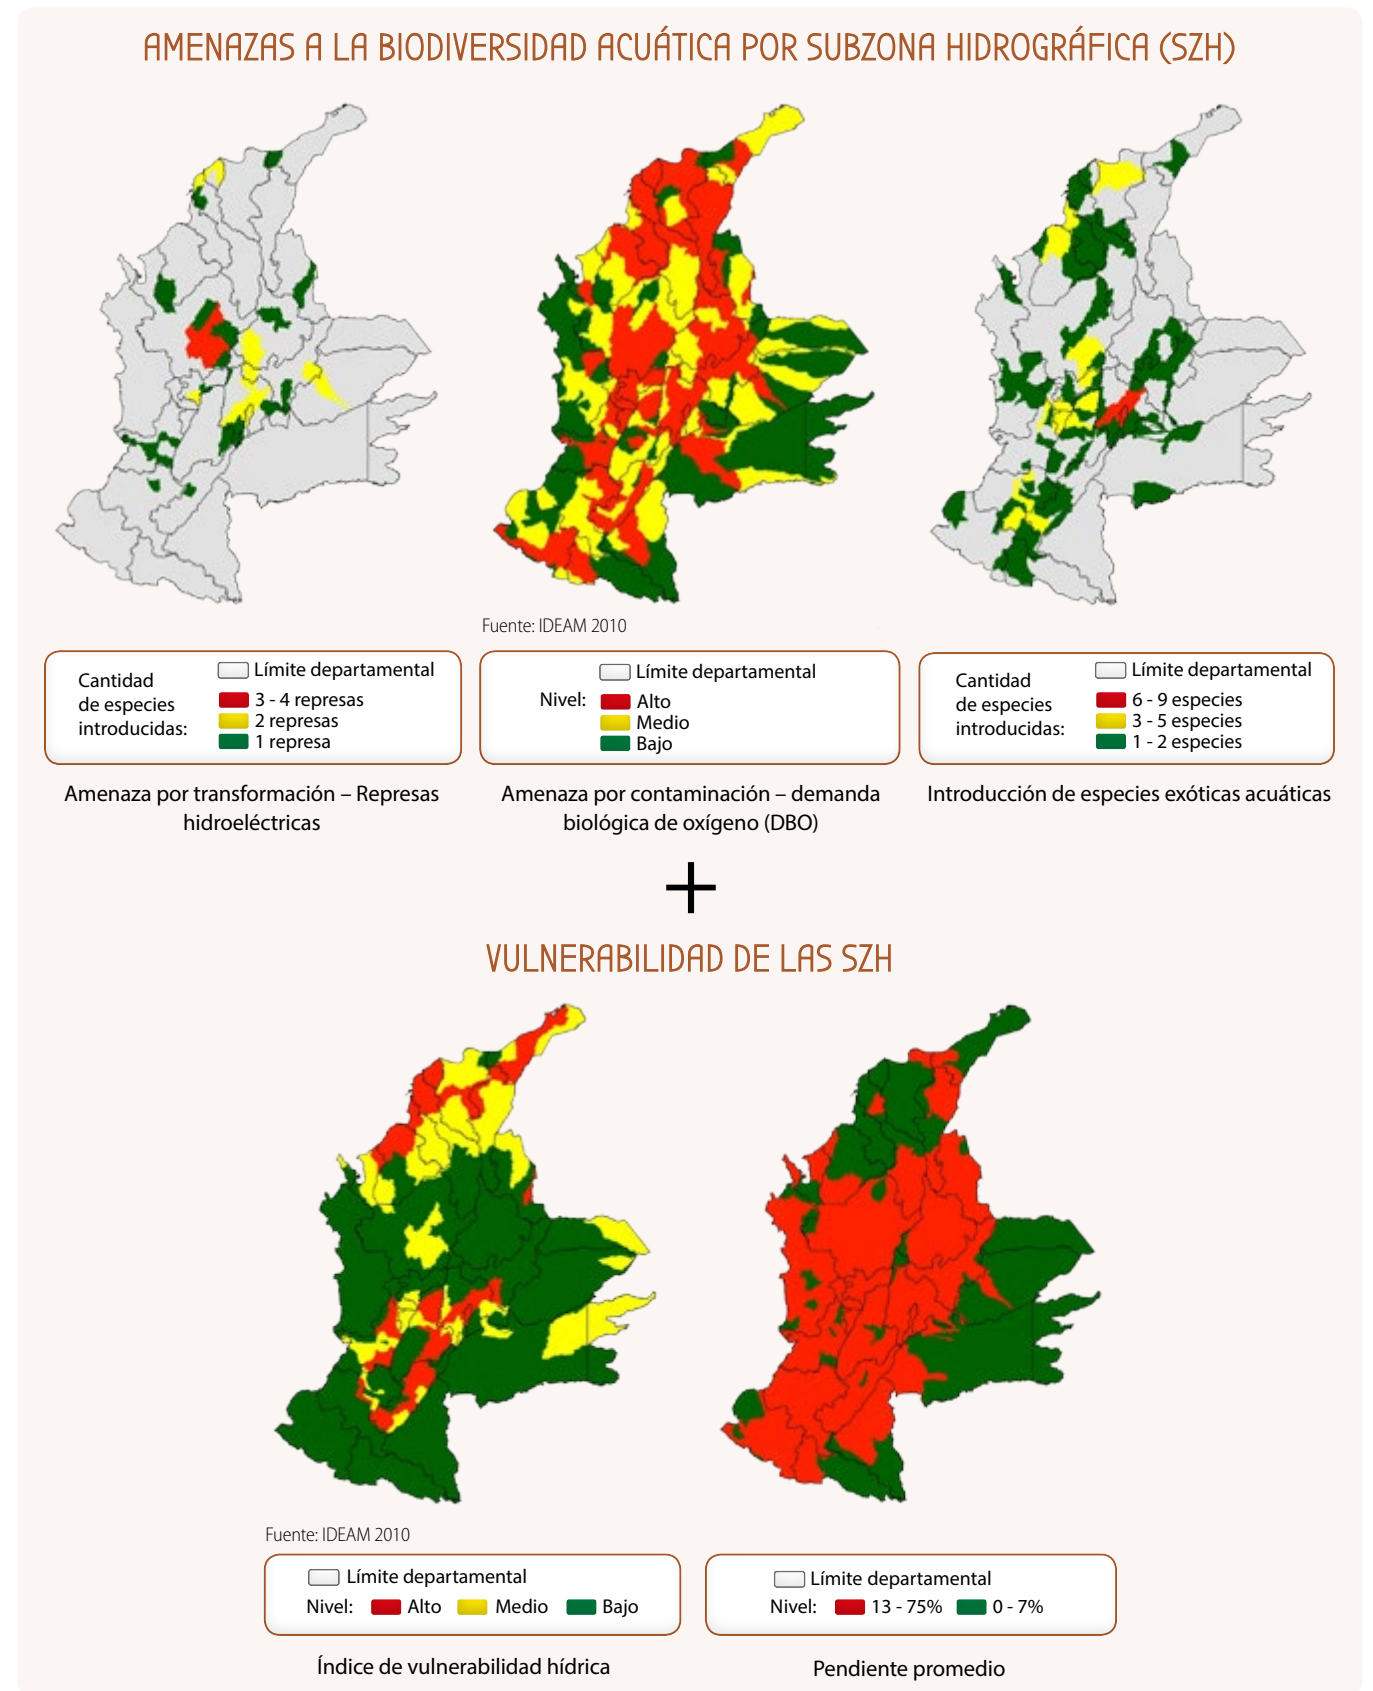 AMENAZAS A LA BIODIVERSIDAD ACUÁTICA POR SUBZONA HIDROGRÁFICA (SZH)
Fuente: IDEAM 2010
Cantidad
de especies
introducidas:
Límite departamental
3 - 4 represas
2 represas
1 represa
Amenaza por transformación – Represas
hidroeléctricas
Límite departamental
Nivel:
Alto
Medio
Bajo
Amenaza por contaminación – demanda
biológica de oxígeno (DBO)
Cantidad
de especies
introducidas:
Límite departamental
6 - 9 especies
3 - 5 especies
1 - 2 especies
Introducción de especies exóticas acuáticas
+
VULNERABILIDAD DE LAS SZH
Fuente: IDEAM 2010
Límite departamental
Nivel: Alto Medio Bajo
Índice de vulnerabilidad hídrica
Límite departamental
Nivel: 13 - 75% 0 - 7%
Pendiente promedio